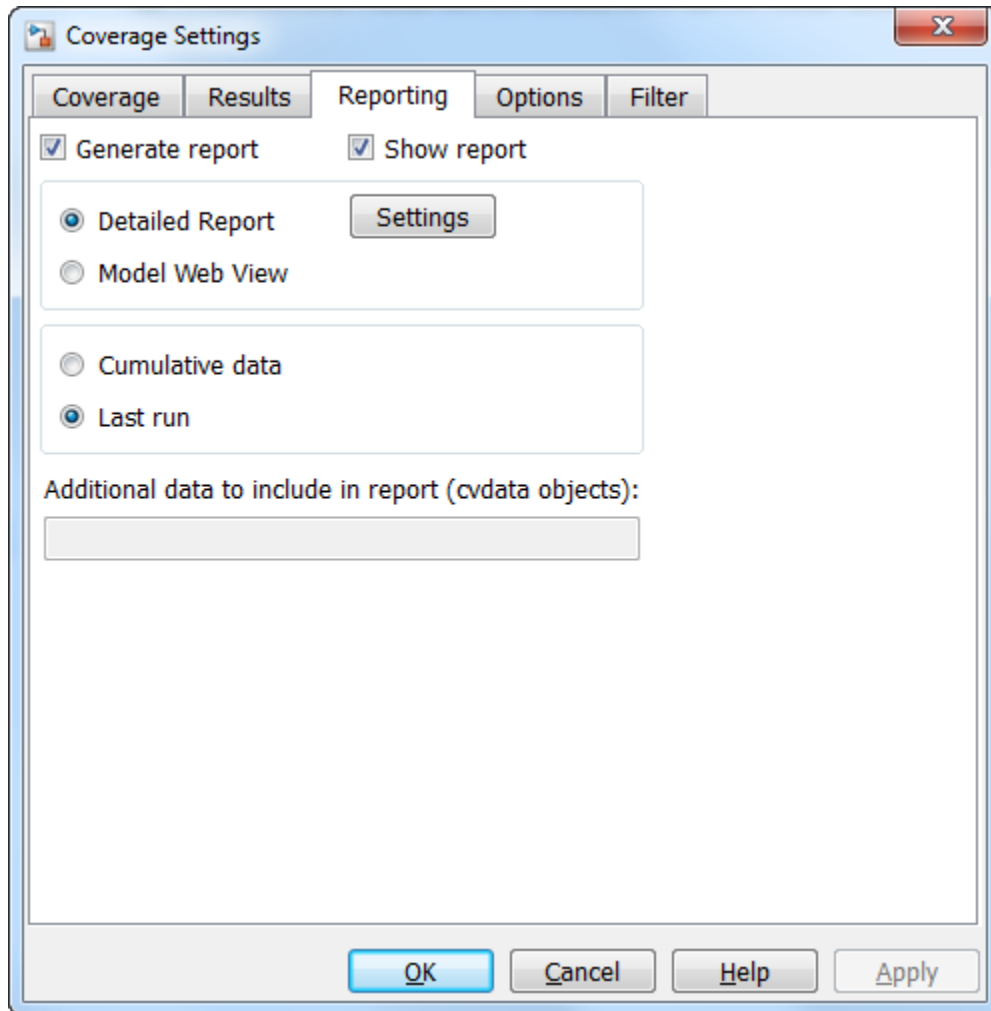 Coverage Settings
Coverage Results Reporting Options Filter
Generate report Show report
Detailed Report Settings
Model Web View
Cumulative data
Last run
Additional data to include in report (cvdata objects):
OK Cancel Help Apply